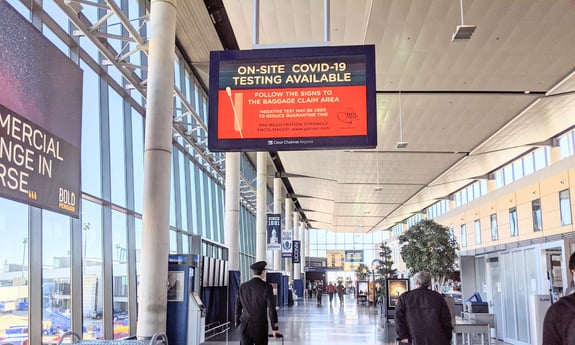 MERCIAL
NGE IN
RSE
BOLD
ON-SITE COVID-19
TESTING AVAILABLE
FOLLOW THE SIGNS TO
THE BAGGAGE CLAIM AREA
NEGATIVE TEST MAY BE USED
TO REDUCE QUARANTINE TIME
PRE-REGISTRATION STRONGLY
ENCOURAGED
Clear Channel Airports